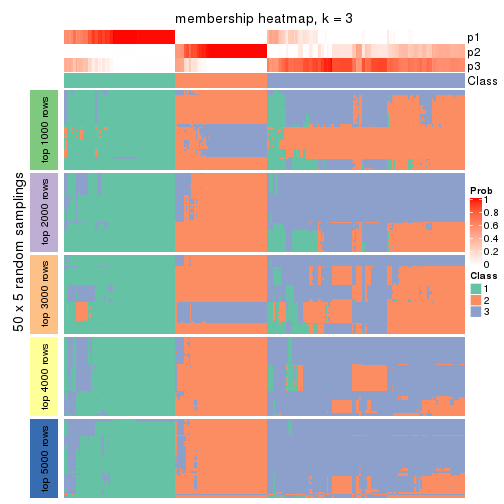 membership heatmap, k = 3
p1
p2
p3
Class
50 x 5 random samplings
top 1000 rows
top 2000 rows
top 3000 rows
top 4000 rows
top 5000 rows
Prob
1
0.8
0.6
0.4
0.2
0
Class
1
2
3